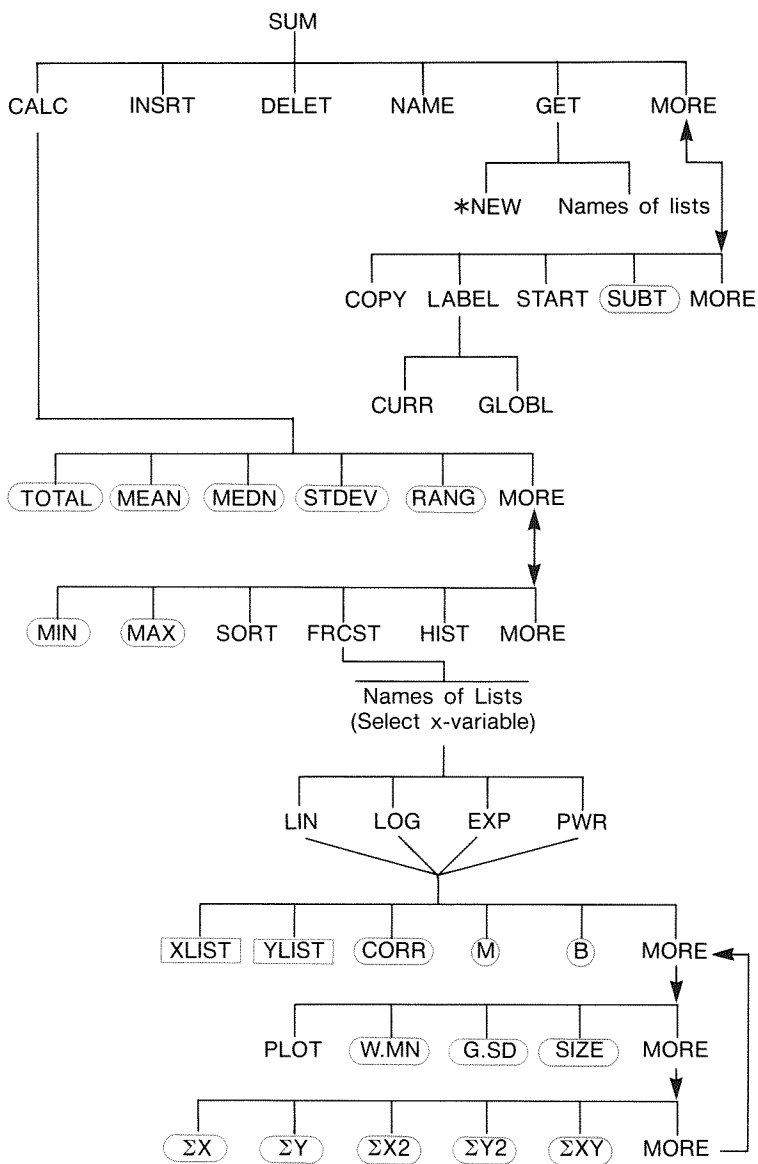 SUM
CALC INSRT DELET NAME GET MORE
*NEW Names of lists
COPY LABEL START SUBT MORE
CURR GLOBL
TOTAL MEAN MEDN STDEV RANG MORE
MIN MAX SORT FRCST HIST MORE
Names of Lists
(Select x-variable)
LIN LOG EXP PWR
XLIST YLIST CORR M B MORE
PLOT W.MN G.SD SIZE MORE
ΣX ΣY ΣX2 ΣY2 ΣXY MORE